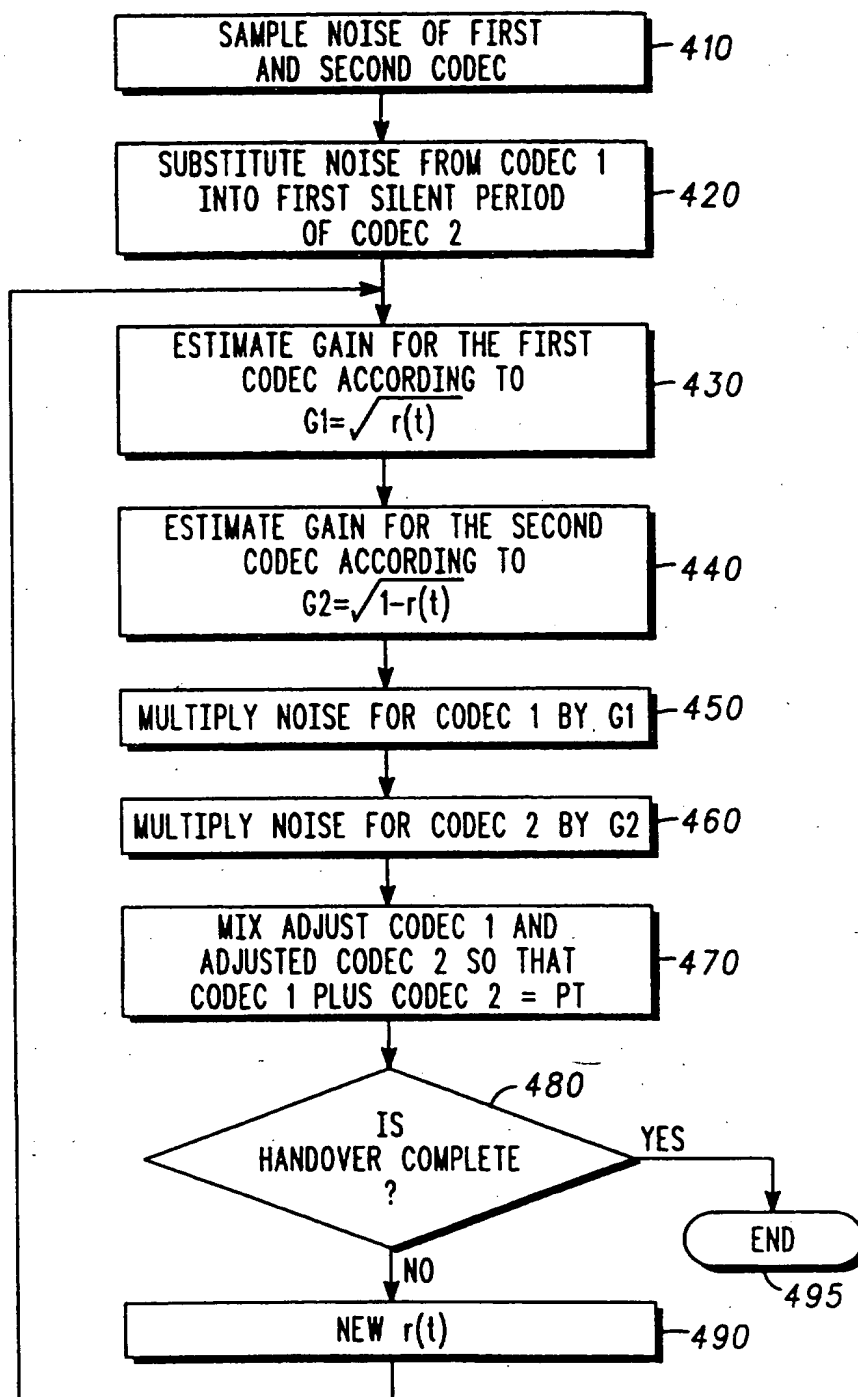 SAMPLE NOISE OF FIRST
AND SECOND CODEC
410
SUBSTITUTE NOISE FROM CODEC 1
INTO FIRST SILENT PERIOD
OF CODEC 2
420
ESTIMATE GAIN FOR THE FIRST
CODEC ACCORDING TO
G1=√r(t)
430
ESTIMATE GAIN FOR THE SECOND
CODEC ACCORDING TO
G2=√1-r(t)
440
MULTIPLY NOISE FOR CODEC 1 BY G1
450
MULTIPLY NOISE FOR CODEC 2 BY G2
460
MIX ADJUST CODEC 1 AND
ADJUSTED CODEC 2 SO THAT
CODEC 1 PLUS CODEC 2 = PT
470
480
IS
HANDOVER COMPLETE
?
YES
END
495
NO
NEW r(t)
490